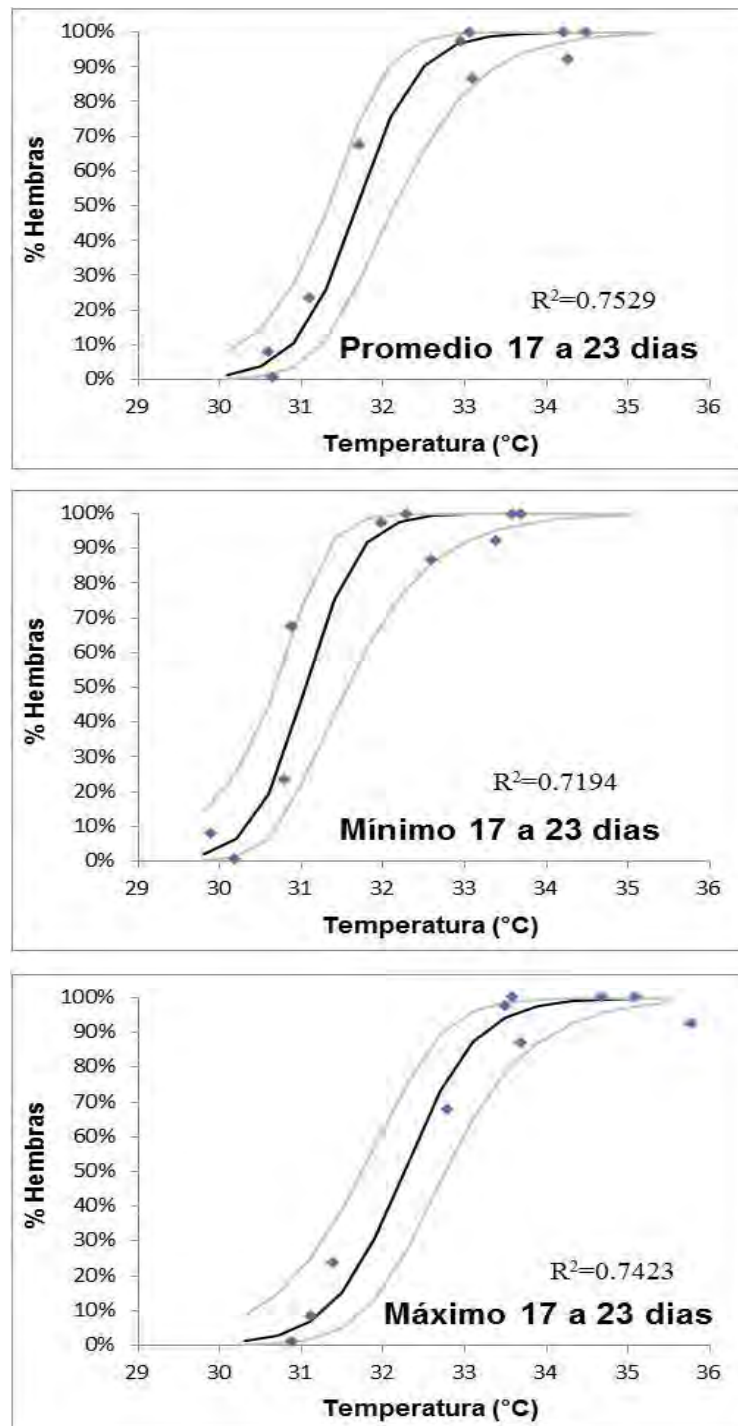 100%
90%
80%
70%
60%
50%
40%
30%
20%
10%
0%
% Hembras
R²=0.7529
Promedio 17 a 23 dias
29 30 31 32 33 34 35 36
Temperatura (°C)
100%
90%
80%
70%
60%
50%
40%
30%
20%
10%
0%
% Hembras
R²=0.7194
Mínimo 17 a 23 dias
29 30 31 32 33 34 35 36
Temperatura (°C)
100%
90%
80%
70%
60%
50%
40%
30%
20%
10%
0%
% Hembras
R²=0.7423
Máximo 17 a 23 dias
29 30 31 32 33 34 35 36
Temperatura (°C)